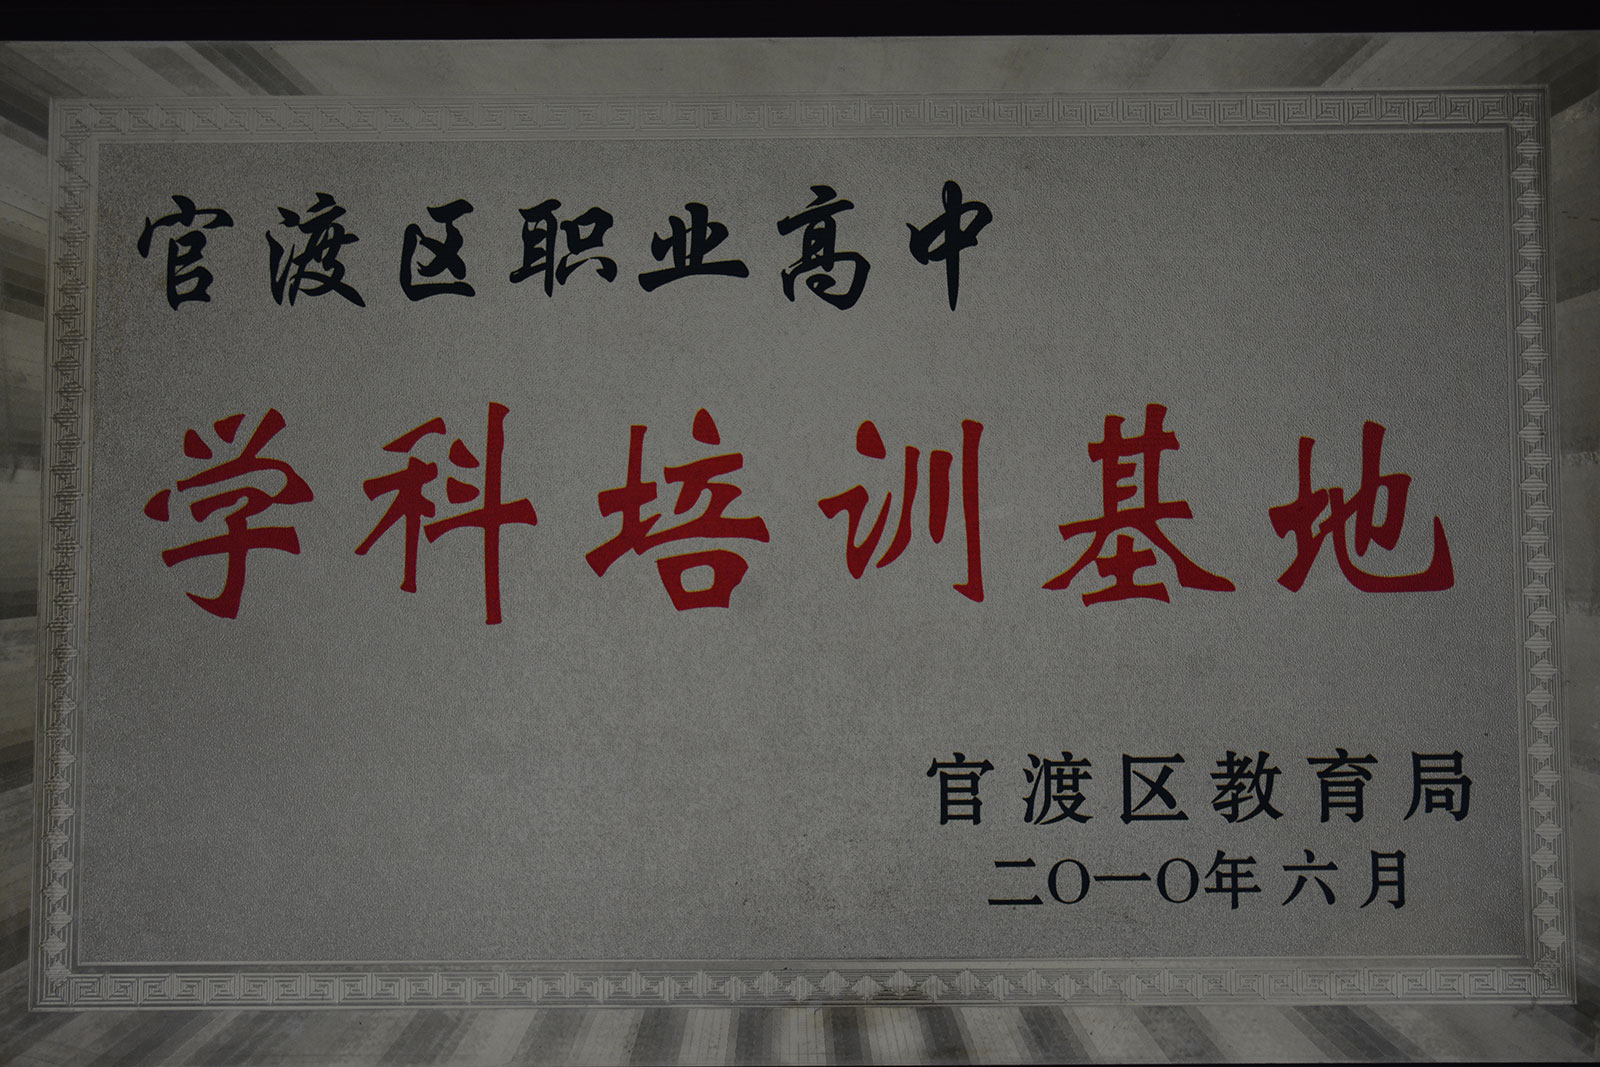 官渡区职业高中
学科培训基地
官渡区教育局
二〇一〇年六月